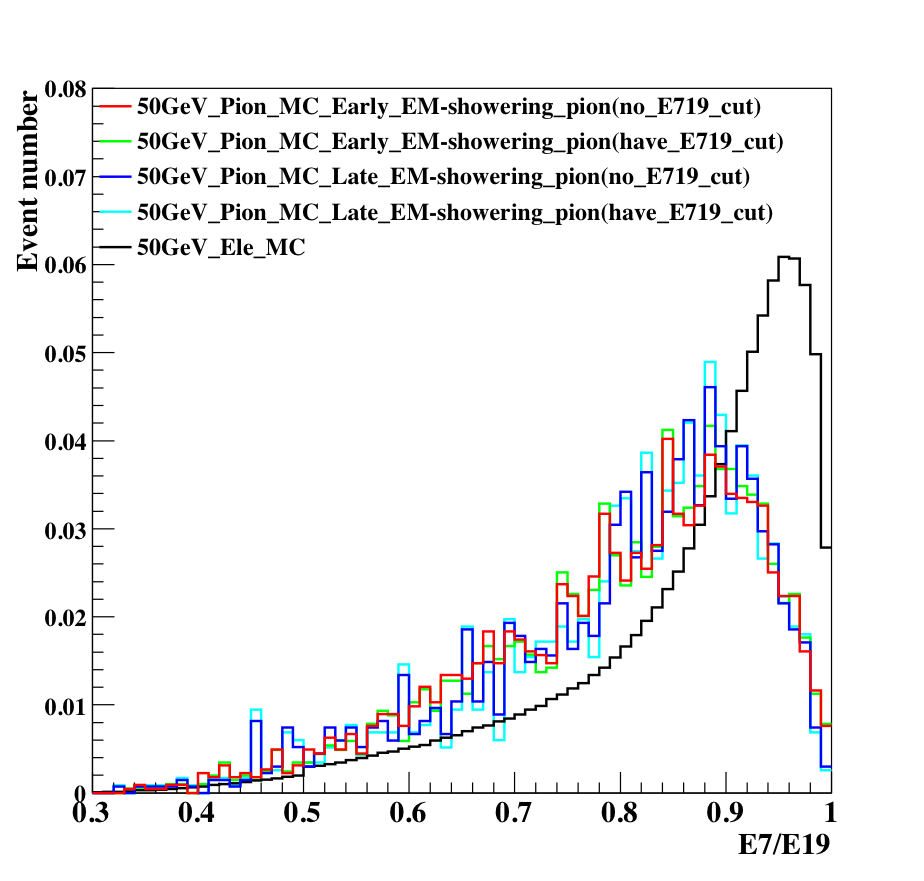 Event number
0.08
0.07
0.06
0.05
0.04
0.03
0.02
0.01
0
50GeV_Pion_MC_Early_EM-showering_pion(no_E719_cut)
50GeV_Pion_MC_Early_EM-showering_pion(have_E719_cut)
50GeV_Pion_MC_Late_EM-showering_pion(no_E719_cut)
50GeV_Pion_MC_Late_EM-showering_pion(have_E719_cut)
50GeV_Ele_MC
0.3 0.4 0.5 0.6 0.7 0.8 0.9 1
E7/E19